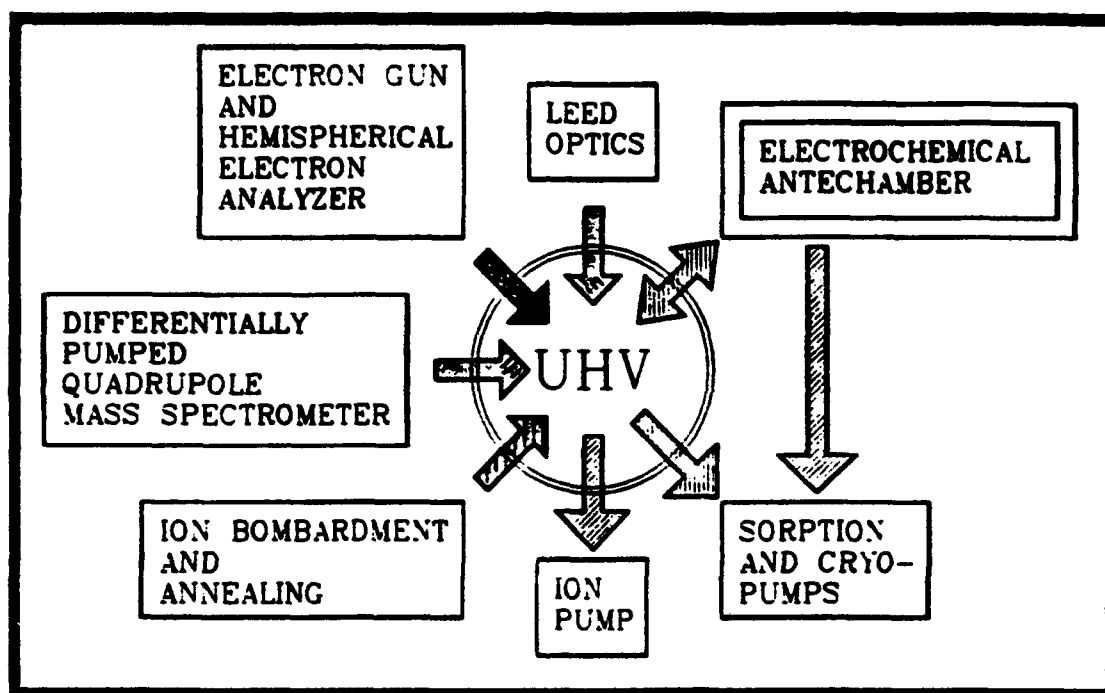 ELECTRON GUN
AND
HEMISPHERICAL
ELECTRON
ANALYZER
LEED
OPTICS
ELECTROCHEMICAL
ANTECHAMBER
DIFFERENTIALLY
PUMPED
QUADRUPOLE
MASS SPECTROMETER
UHV
ION BOMBARDMENT
AND
ANNEALING
ION
PUMP
SORPTION
AND CRYO-
PUMPS